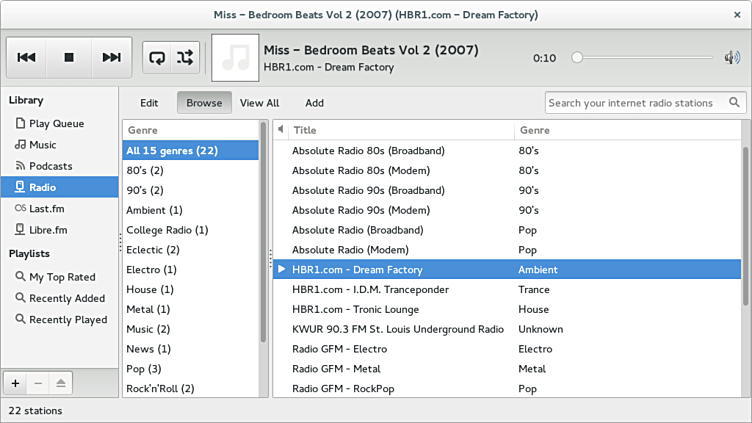 Miss – Bedroom Beats Vol 2 (2007) (HBR1.com – Dream Factory)
Miss – Bedroom Beats Vol 2 (2007)
HBR1.com - Dream Factory
0:10
Library
Play Queue
Music
Podcasts
Radio
Last.fm
Libre.fm
Playlists
My Top Rated
Recently Added
Recently Played
Edit Browse View All Add
Search your internet radio stations
Genre
All 15 genres (22)
80's (2)
90's (2)
Ambient (1)
College Radio (1)
Eclectic (2)
Electro (1)
House (1)
Metal (1)
Music (2)
News (1)
Pop (3)
Rock'n'Roll (2)
Title Genre
Absolute Radio 80s (Broadband) 80's
Absolute Radio 80s (Modem) 80's
Absolute Radio 90s (Broadband) 90's
Absolute Radio 90s (Modem) 90's
Absolute Radio (Broadband) Pop
Absolute Radio (Modem) Pop
HBR1.com - Dream Factory Ambient
HBR1.com - I.D.M. Tranceponder Trance
HBR1.com - Tronic Lounge House
KWUR 90.3 FM St. Louis Underground Radio Unknown
Radio GFM - Electro Electro
Radio GFM - Metal Metal
Radio GFM - RockPop Pop
22 stations